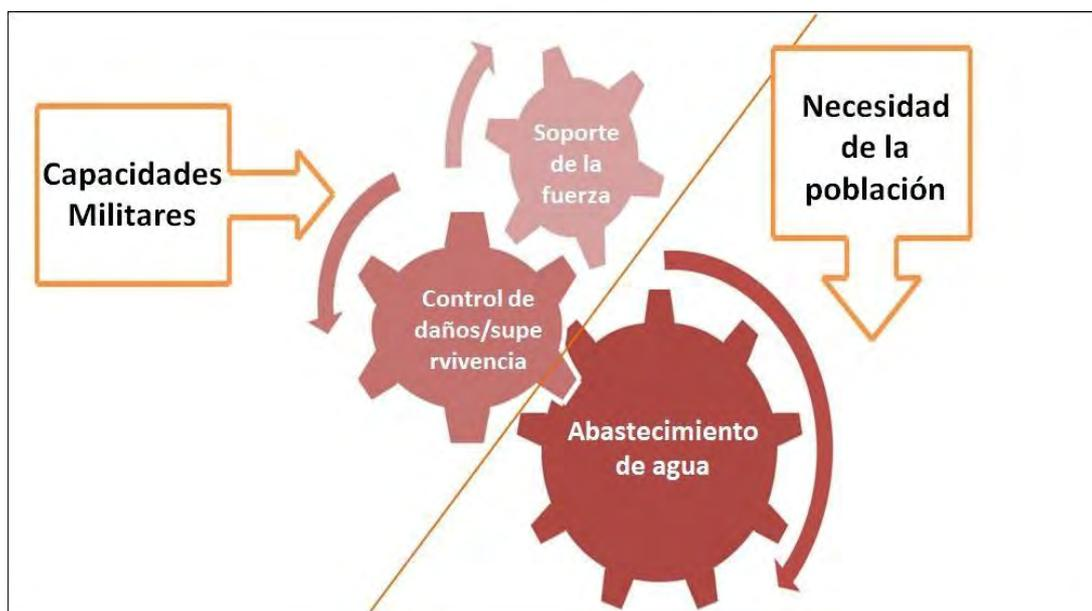 Capacidades
Militares
Soporte
de la
fuerza
Control de
daños/supe
rvivencia
Necesidad
de la
población
Abastecimiento
de agua